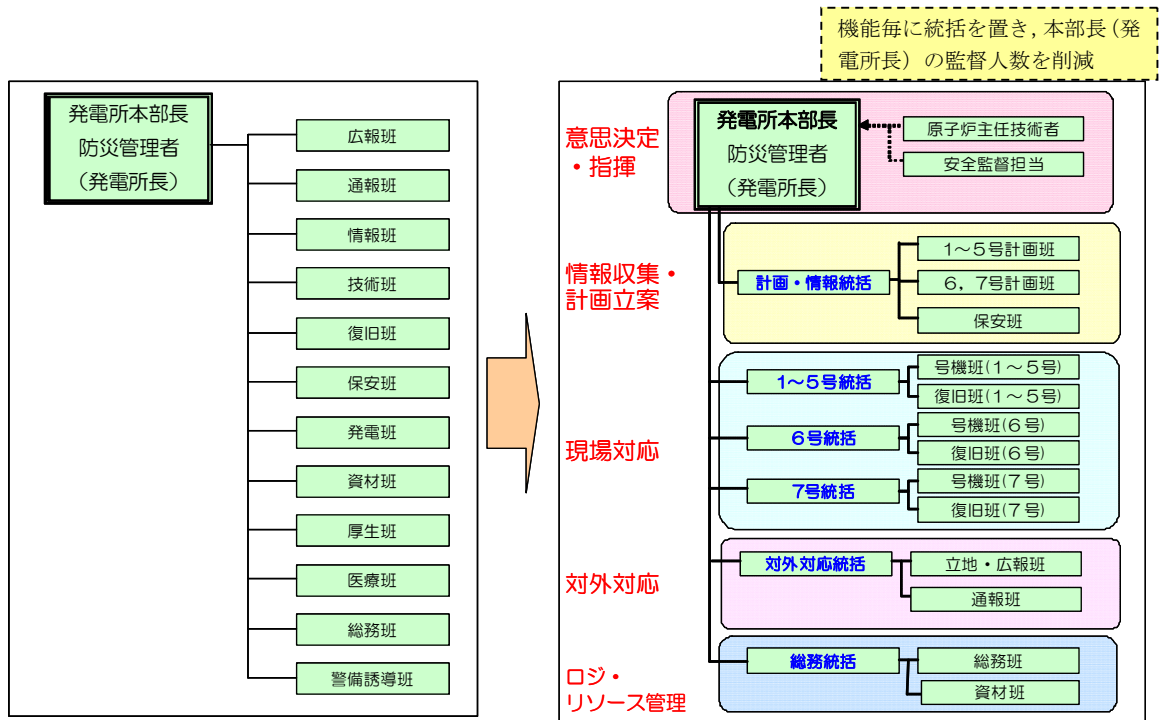 機能毎に統括を置き，本部長（発
電所長）の監督人数を削減
発電所本部長
防災管理者
（発電所長）
広報班
通報班
情報班
技術班
復旧班
保安班
発電班
資材班
厚生班
医療班
総務班
警備誘導班
意思決定
・指揮
発電所本部長
防災管理者
（発電所長）
原子炉主任技術者
安全監督担当
情報収集・
計画立案
計画・情報統括
1～5号計画班
6，7号計画班
保安班
現場対応
1～5号統括
号機班(1～5号)
復旧班(1～5号)
6号統括
号機班(6号)
復旧班(6号)
7号統括
号機班(7号)
復旧班(7号)
対外対応
対外対応統括
立地・広報班
通報班
ロジ・
リソース管理
総務統括
総務班
資材班